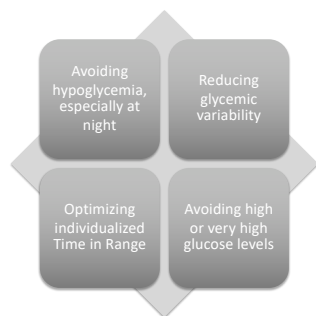 Avoiding
hypoglycemia,
especially at
night
Reducing
glycemic
variability
Optimizing
individualized
Time in Range
Avoiding high
or very high
glucose levels